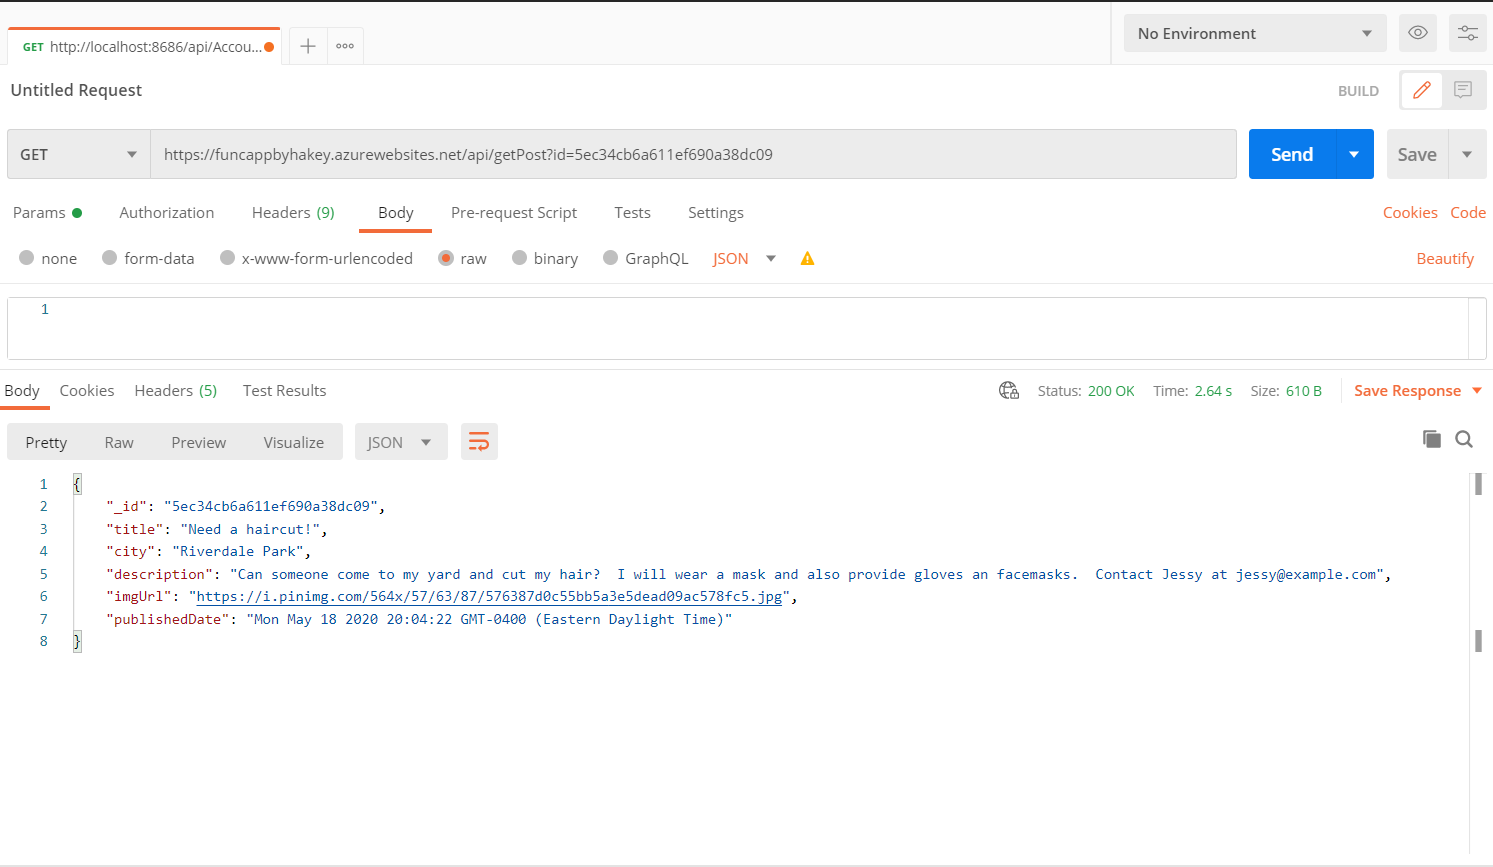 GET http://localhost:8686/api/Accou...
No Environment
Untitled Request
BUILD
GET https://funcappbyhakey.azurewebsites.net/api/getPost?id=5ec34cb6a611ef690a38dc09 Send Save
Params Authorization Headers (9) Body Pre-request Script Tests Settings Cookies Code
none form-data x-www-form-urlencoded raw binary GraphQL JSON Beautify
1
Body Cookies Headers (5) Test Results Status: 200 OK Time: 2.64 s Size: 610 B Save Response
Pretty Raw Preview Visualize JSON
1 {
2 "_id": "5ec34cb6a611ef690a38dc09",
3 "title": "Need a haircut!",
4 "city": "Riverdale Park",
5 "description": "Can someone come to my yard and cut my hair?  I will wear a mask and also provide gloves an facemasks.  Contact Jessy at jessy@example.com",
6 "imgUrl": "https://i.pinimg.com/564x/57/63/87/576387d0c55bb5a3e5dead09ac578fc5.jpg",
7 "publishedDate": "Mon May 18 2020 20:04:22 GMT-0400 (Eastern Daylight Time)"
8 }